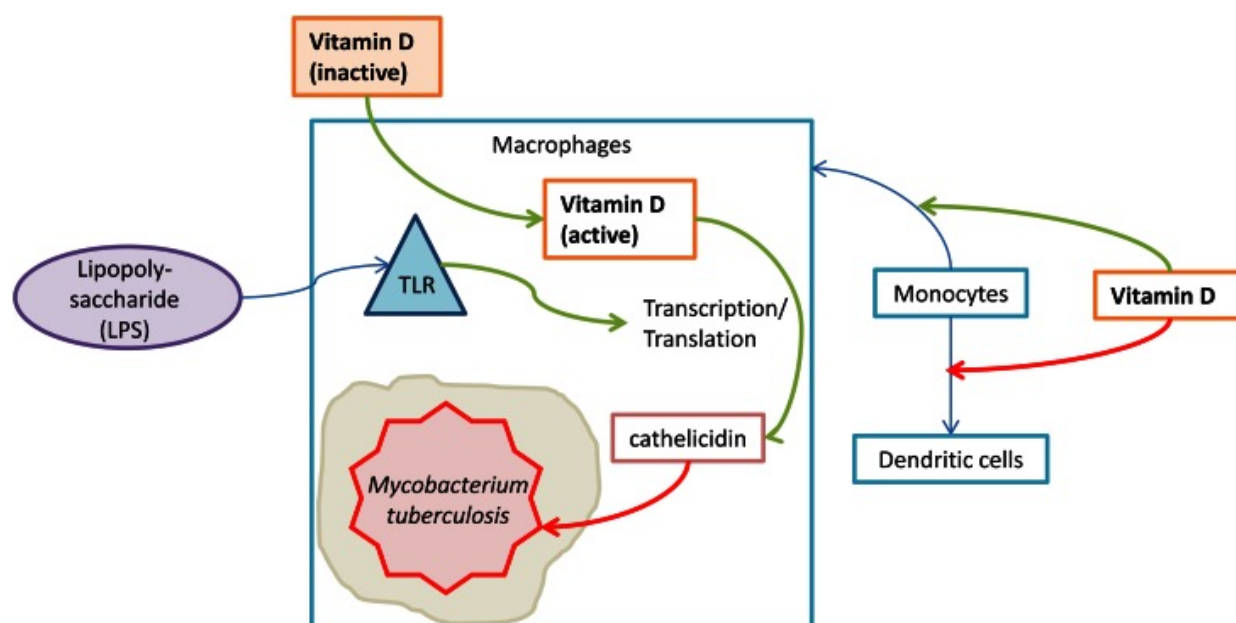 Vitamin D
(inactive)
Macrophages
Vitamin D
(active)
Lipopoly-
saccharide
(LPS)
TLR
Transcription/
Translation
Monocytes
Vitamin D
cathelicidin
Dendritic cells
Mycobacterium
tuberculosis